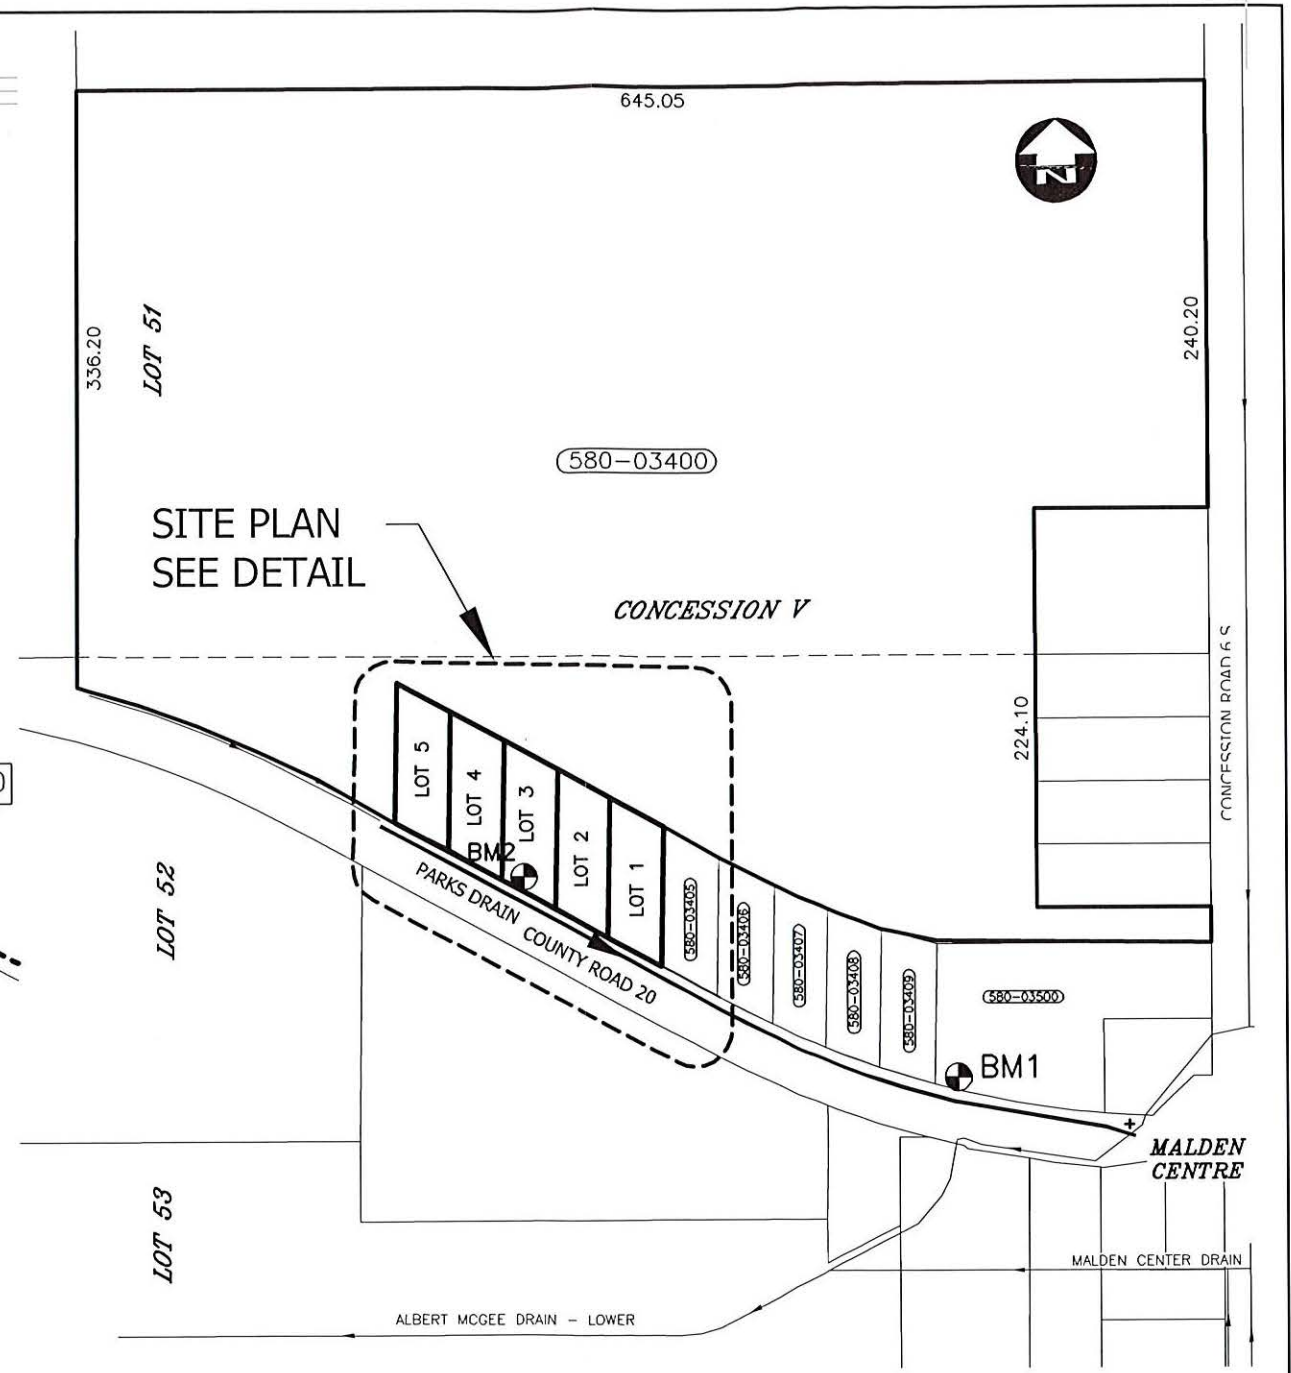 645.05
N
336.20
LOT 51
240.20
580-03400
SITE PLAN
SEE DETAIL
CONCESSION V
CONCESSION ROAD 6 S
224.10
LOT 5
LOT 4
LOT 3
LOT 2
LOT 1
BM2
PARKS DRAIN
COUNTY ROAD 20
580-03405
580-03406
580-03407
580-03408
580-03409
580-03500
LOT 52
BM1
MALDEN
CENTRE
LOT 53
MALDEN CENTER DRAIN
ALBERT MCGEE DRAIN - LOWER